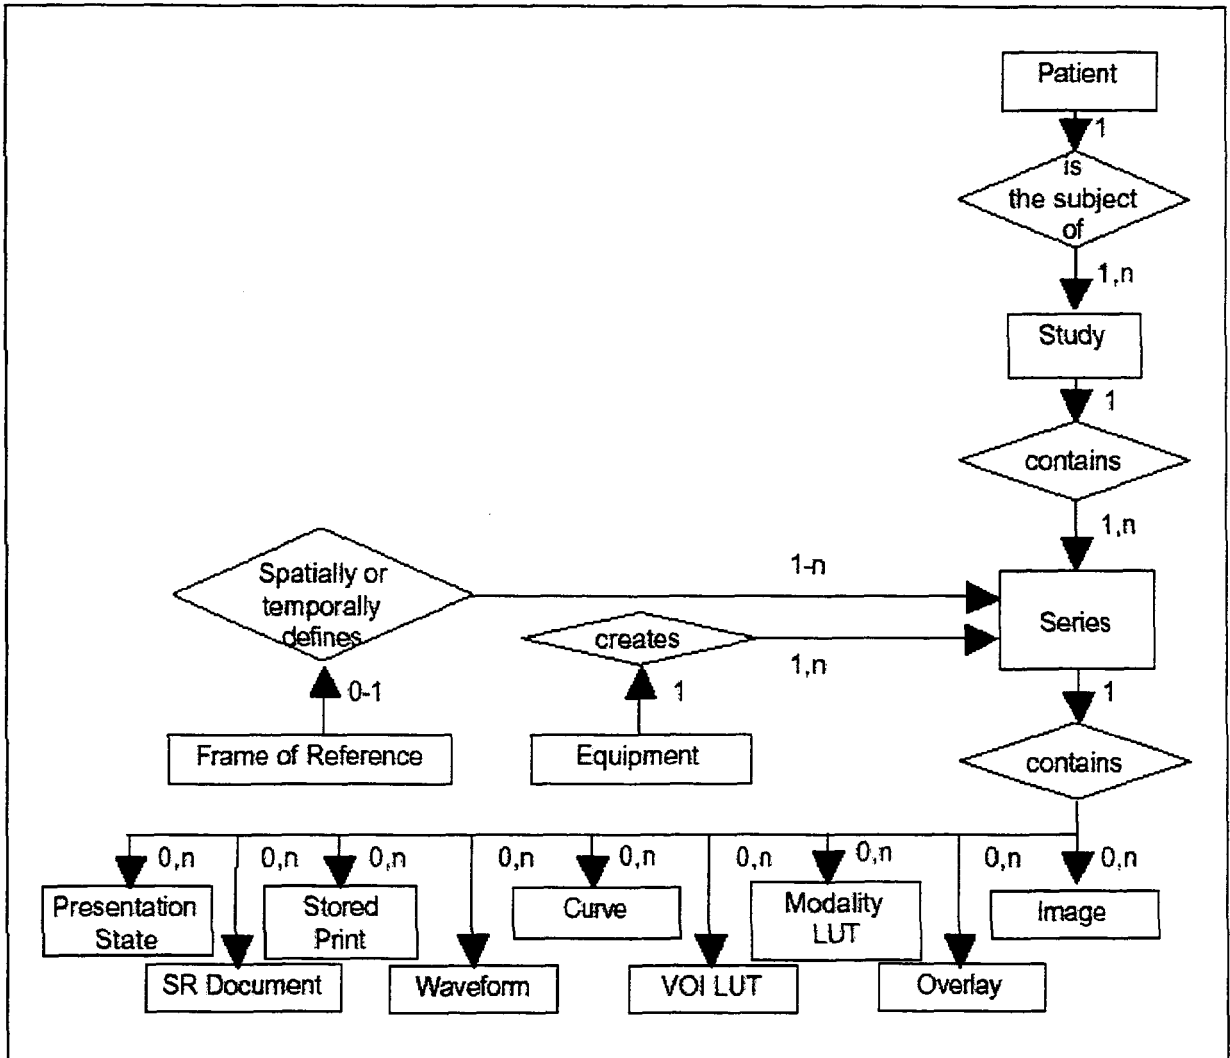 Patient
1
is
the subject
of
1,n
Study
1
contains
1,n
Spatially or
temporally
defines
1-n
creates
1,n
Series
0-1
1
1
Frame of Reference
Equipment
contains
0,n
0,n
0,n
0,n
0,n
0,n
0,n
0,n
0,n
Presentation
State
Stored
Print
Curve
Modality
LUT
Image
SR Document
Waveform
VOI LUT
Overlay